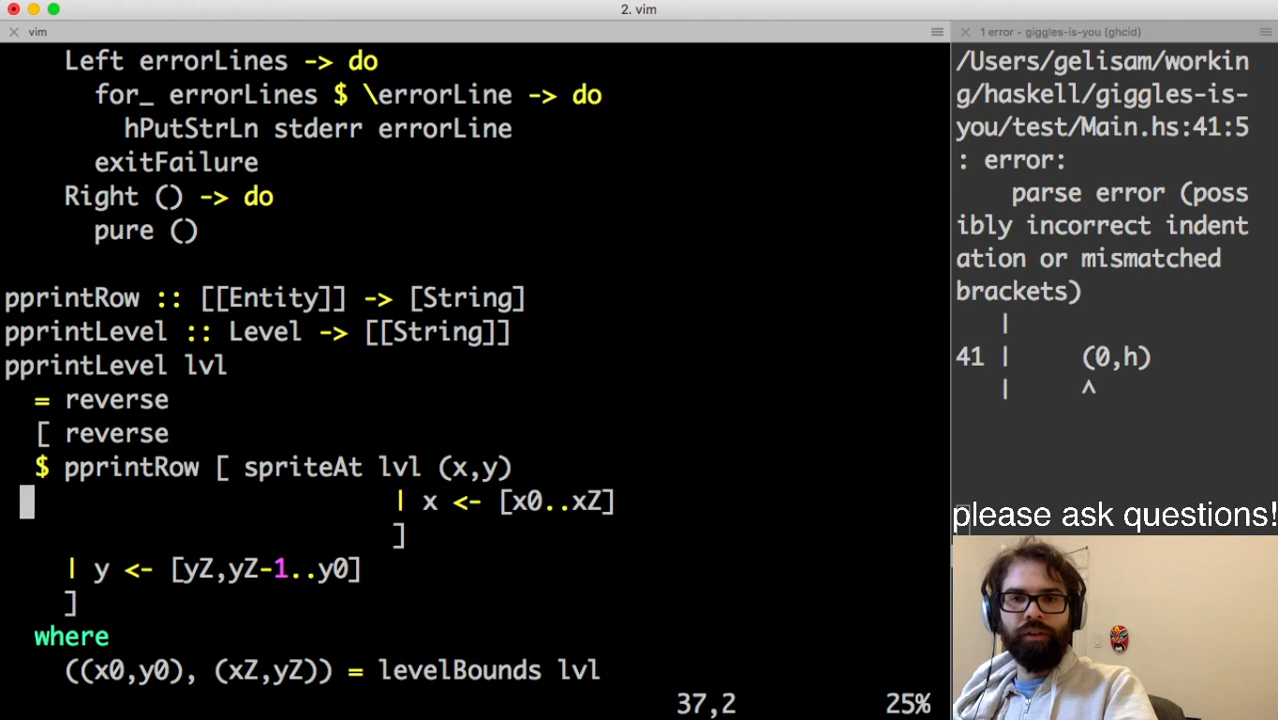 2. vim
vim
1 error - giggles-is-you (ghcid)
    Left errorLines -> do
      for_ errorLines $ \errorLine -> do
        hPutStrLn stderr errorLine
      exitFailure
    Right () -> do
      pure ()

pprintRow :: [[Entity]] -> [String]
pprintLevel :: Level -> [[String]]
pprintLevel lvl
  = reverse
  [ reverse
  $ pprintRow [ spriteAt lvl (x,y)
                          | x <- [x0..xZ]
                          ]
    | y <- [yZ,yZ-1..y0]
    ]
  where
    ((x0,y0), (xZ,yZ)) = levelBounds lvl
37,2 25%
/Users/gelisam/workin
g/haskell/giggles-is-
you/test/Main.hs:41:5
: error:
    parse error (poss
ibly incorrect indent
ation or mismatched
brackets)
   |
41 |     (0,h)
   |     ^
please ask questions!